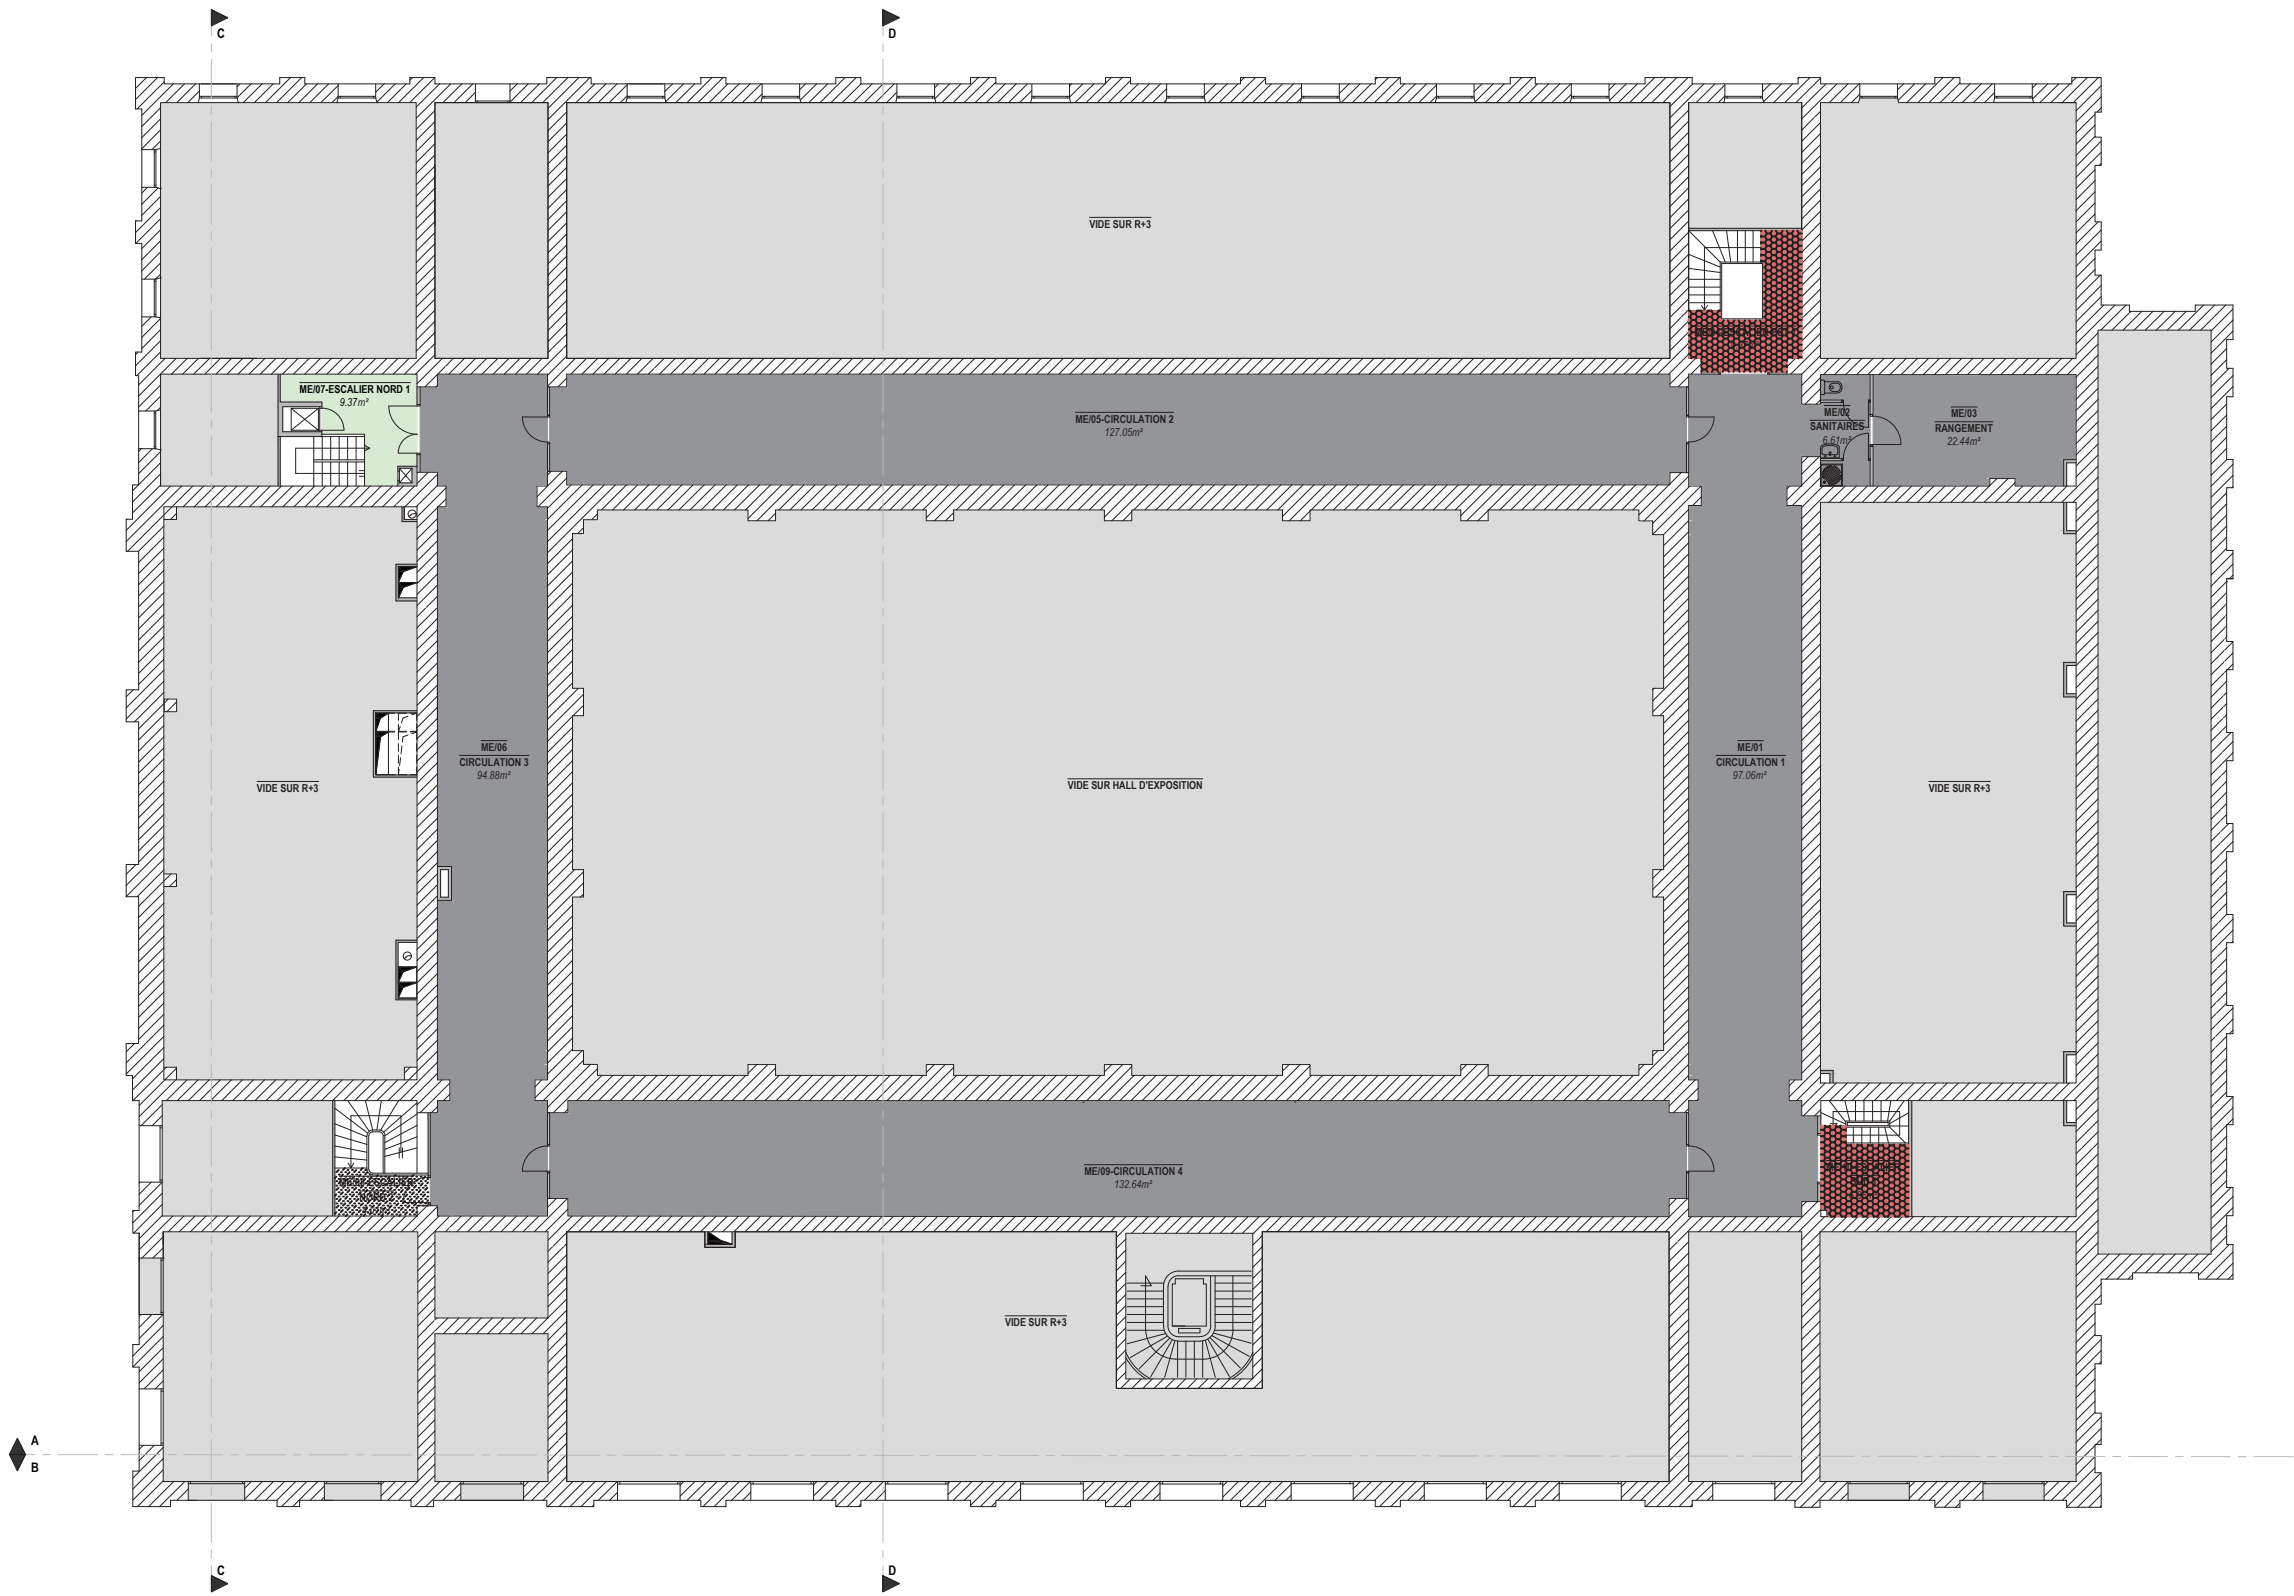 C
D
VIDE SUR R+3
ME/07-ESCALIER NORD 1
9.37m²
ME/05-CIRCULATION 2
127.05m²
ME/02
SANITAIRES
6.61m²
ME/03
RANGEMENT
22.44m²
ME/06
CIRCULATION 3
94.88m²
ME/01
CIRCULATION 1
97.06m²
VIDE SUR R+3
VIDE SUR HALL D'EXPOSITION
VIDE SUR R+3
ME/09-CIRCULATION 4
132.64m²
VIDE SUR R+3
A
B
C
D